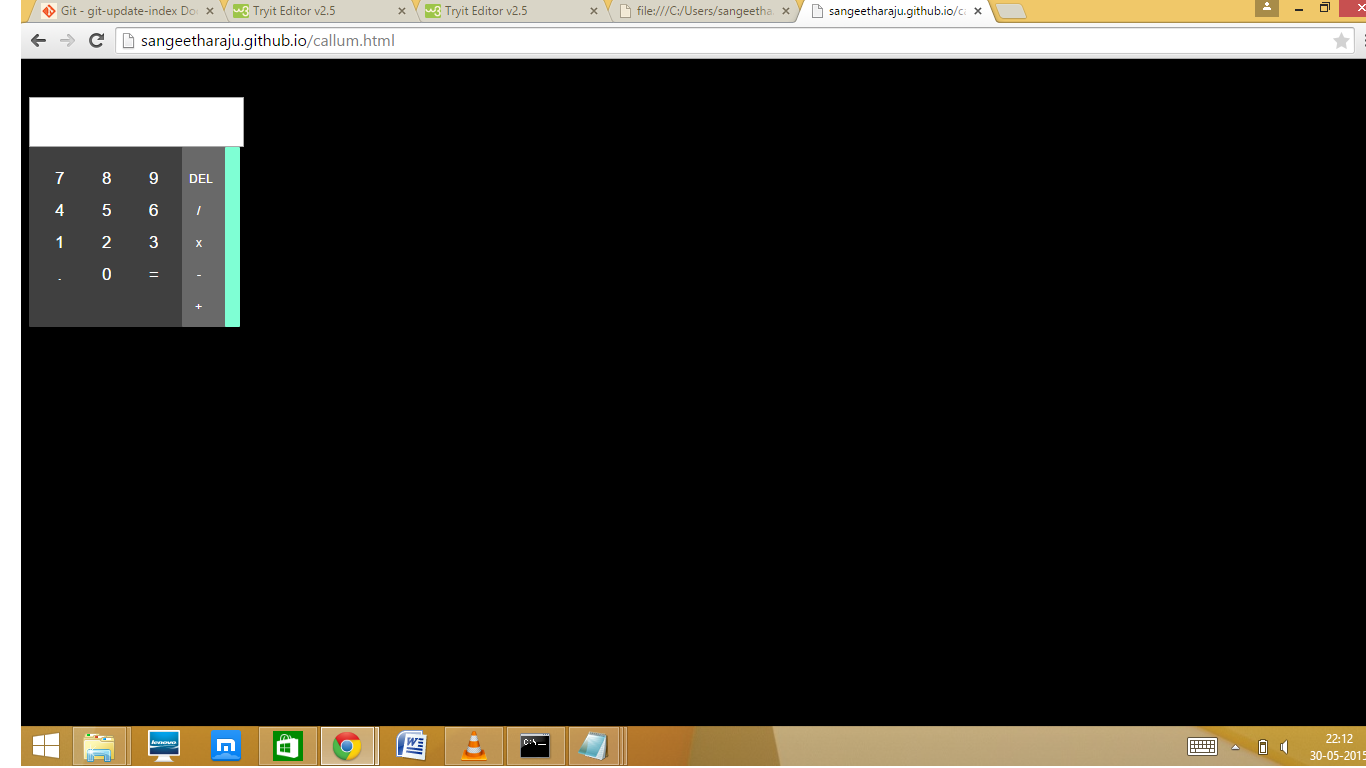 Git - git-update-index Do
Tryit Editor v2.5
Tryit Editor v2.5
file:///C:/Users/sangeetha
sangeetharaju.github.io/c
sangeetharaju.github.io/callum.html
7 8 9 DEL
4 5 6 /
1 2 3 x
. 0 = -
+
lenovo
m
W
C:\_
22:12
30-05-2015